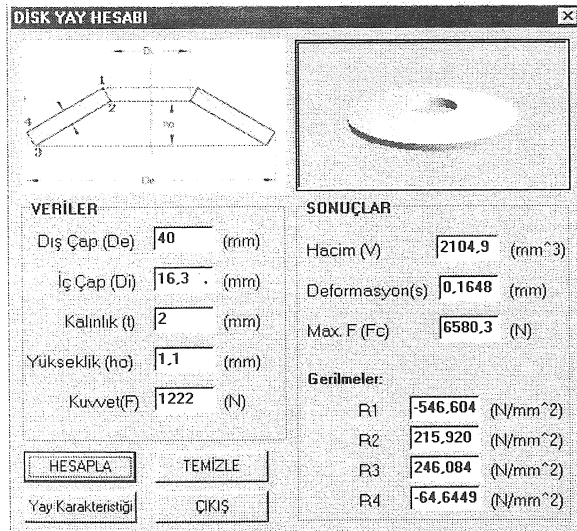 DİSK YAY HESABI
1
2
4
3
ho
De
VERİLER
Dış Çap (De) 40 (mm)
İç Çap (Di) 16,3 . (mm)
Kalınlık (t) 2 (mm)
Yükseklik (ho) 1,1 (mm)
Kuvvet(F) 1222 (N)
HESAPLA
TEMİZLE
Yay Karakteristiği
ÇIKIŞ
SONUÇLAR
Hacim (V) 2104,9 (mm^3)
Deformasyon(s) 0,1648 (mm)
Max. F (Fc) 6580,3 (N)
Gerilmeler:
R1 -546,604 (N/mm^2)
R2 215,920 (N/mm^2)
R3 246,084 (N/mm^2)
R4 -64,6449 (N/mm^2)